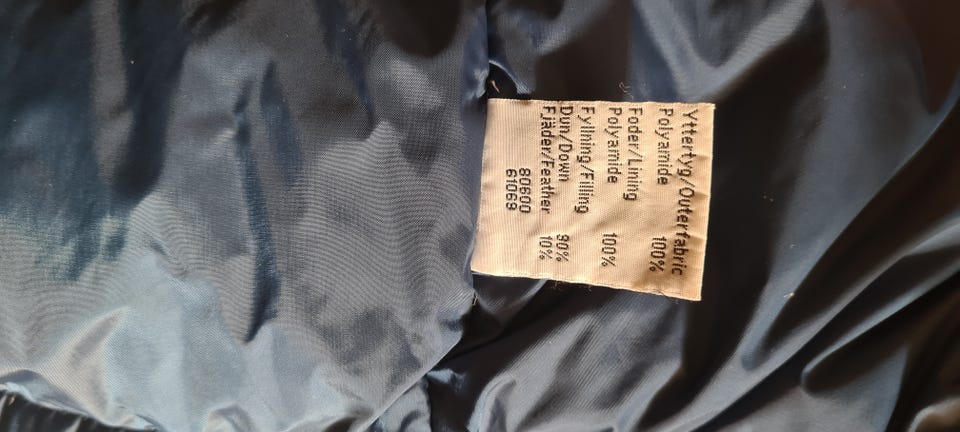 Yttertyg/Outerfabric
Polyamide 100%
Foder/Lining
Polyamide 100%
Fyllning/Filling
Dun/Down 90%
Fjäder/Feather 10%
80600
61069